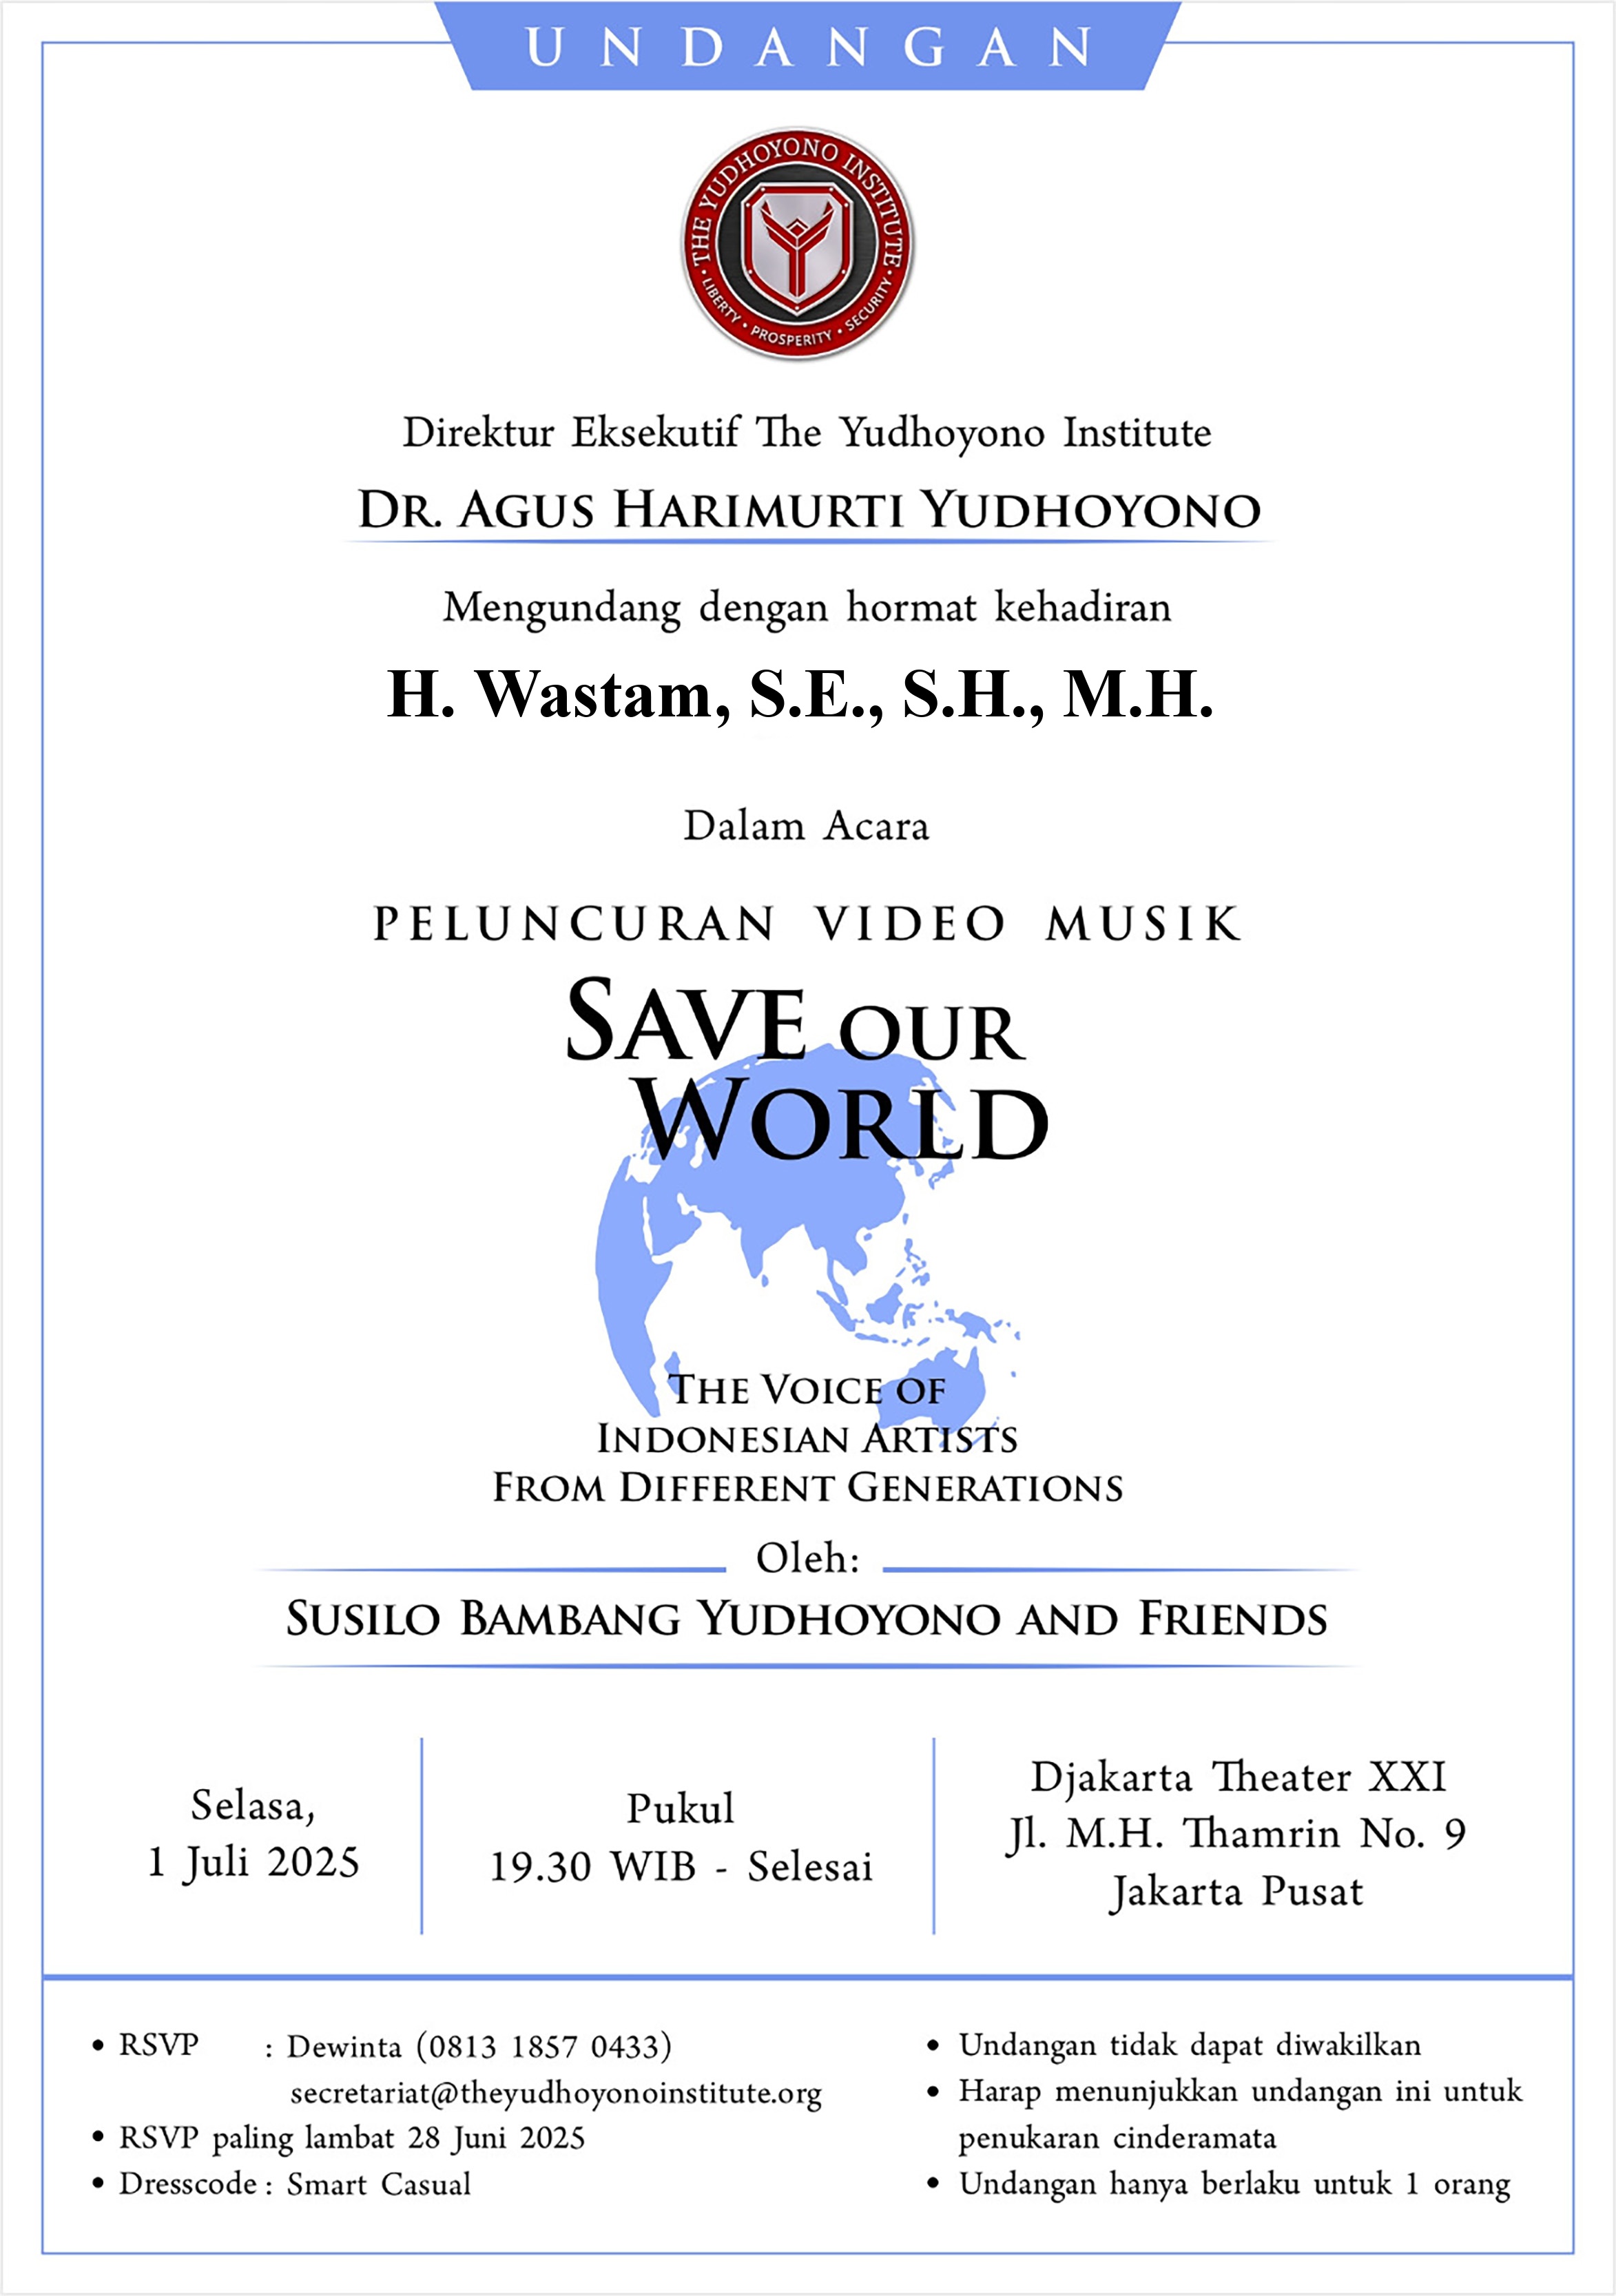 UNDANGAN
THE YUDHOYONO INSTITUTE
LIBERTY • PROSPERITY • SECURITY
Direktur Eksekutif The Yudhoyono Institute
DR. AGUS HARIMURTI YUDHOYONO
Mengundang dengan hormat kehadiran
H. Wastam, S.E., S.H., M.H.
Dalam Acara
PELUNCURAN VIDEO MUSIK
SAVE OUR
WORLD
THE VOICE OF
INDONESIAN ARTISTS
FROM DIFFERENT GENERATIONS
Oleh:
SUSILO BAMBANG YUDHOYONO AND FRIENDS
Selasa,
1 Juli 2025
Pukul
19.30 WIB - Selesai
Djakarta Theater XXI
Jl. M.H. Thamrin No. 9
Jakarta Pusat
• RSVP : Dewinta (0813 1857 0433)
secretariat@theyudhoyonoinstitute.org
• RSVP paling lambat 28 Juni 2025
• Dresscode : Smart Casual
• Undangan tidak dapat diwakilkan
• Harap menunjukkan undangan ini untuk
penukaran cinderamata
• Undangan hanya berlaku untuk 1 orang